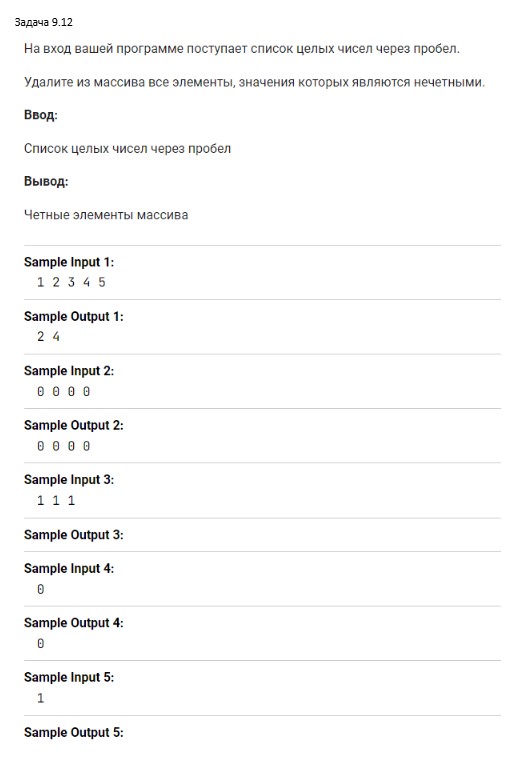 Задача 9.12
На вход вашей программе поступает список целых чисел через пробел.
Удалите из массива все элементы, значения которых являются нечетными.
Ввод:
Список целых чисел через пробел
Вывод:
Четные элементы массива
Sample Input 1:
1 2 3 4 5
Sample Output 1:
2 4
Sample Input 2:
0 0 0 0
Sample Output 2:
0 0 0 0
Sample Input 3:
1 1 1
Sample Output 3:
Sample Input 4:
0
Sample Output 4:
0
Sample Input 5:
1
Sample Output 5: